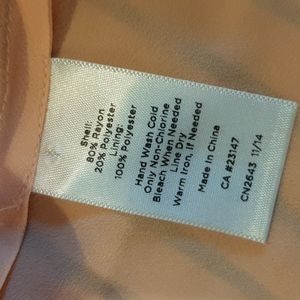 Shell:
80% Rayon
20% Polyester
Lining:
100% Polyester
Hand Wash Cold
Only Non-Chlorine
Bleach When Needed
Line Dry
Warm Iron, If Needed
Made In China
CA #23147
CN2643 11/14